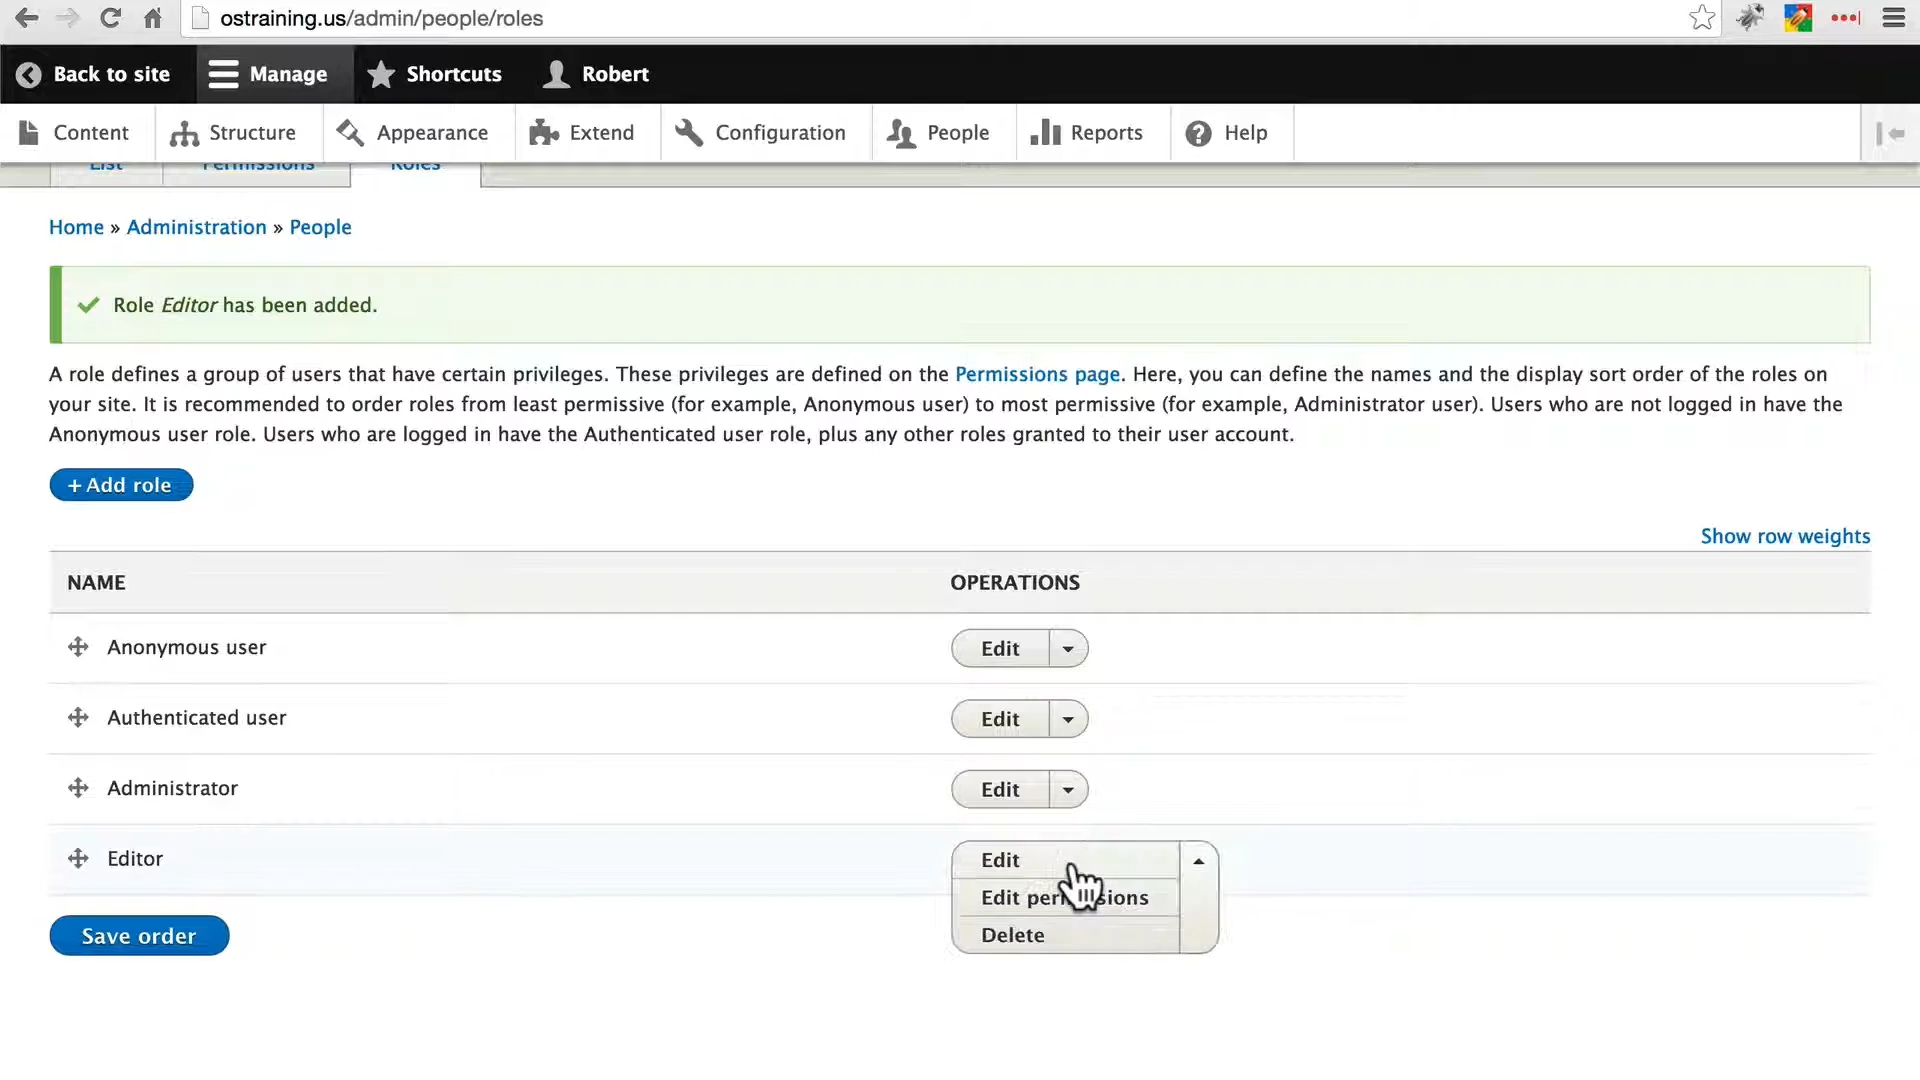 ostraining.us/admin/people/roles
Back to site Manage Shortcuts Robert
Content Structure Appearance Extend Configuration People Reports Help
List Permissions Roles
Home » Administration » People
Role Editor has been added.
A role defines a group of users that have certain privileges. These privileges are defined on the Permissions page. Here, you can define the names and the display sort order of the roles on
your site. It is recommended to order roles from least permissive (for example, Anonymous user) to most permissive (for example, Administrator user). Users who are not logged in have the
Anonymous user role. Users who are logged in have the Authenticated user role, plus any other roles granted to their user account.
+ Add role
Show row weights
NAME OPERATIONS
Anonymous user Edit
Authenticated user Edit
Administrator Edit
Editor Edit
Edit permissions
Delete
Save order